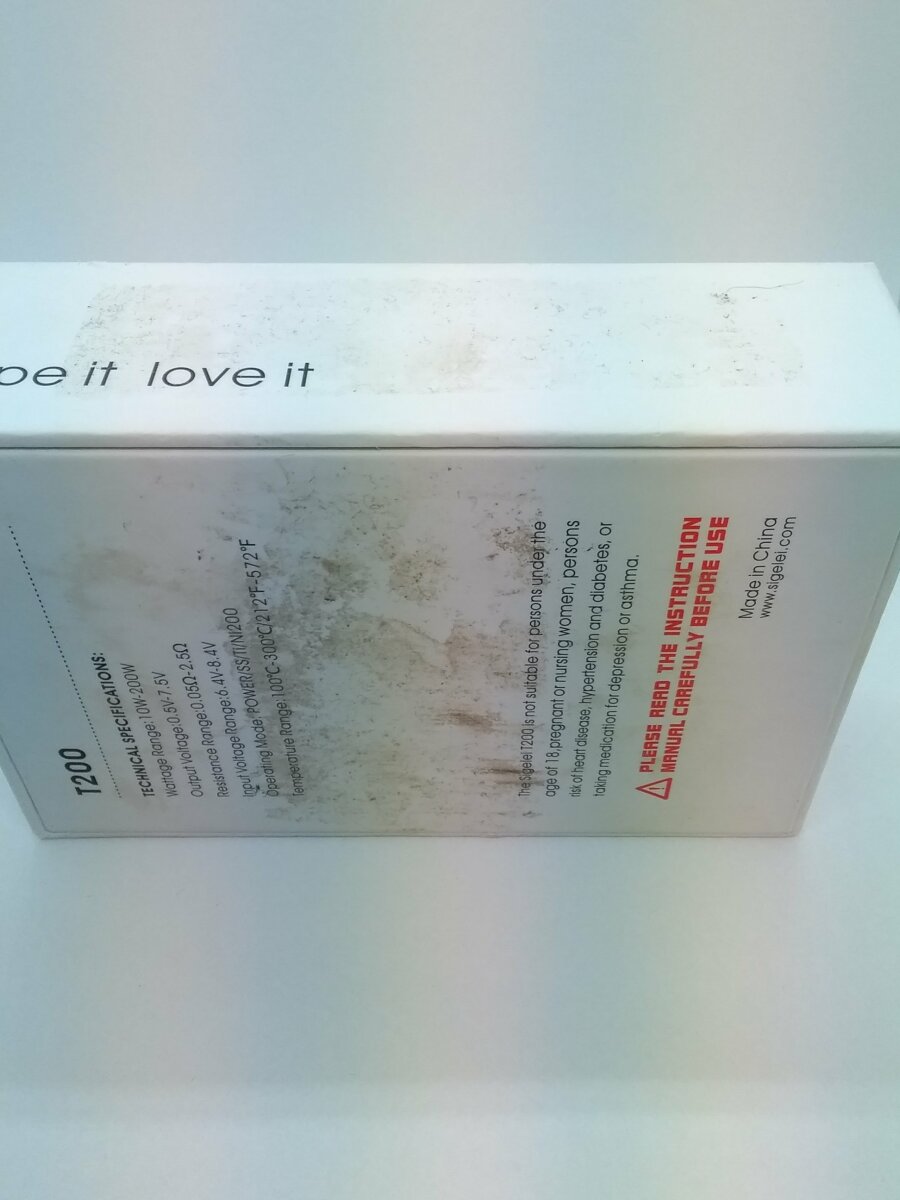 pe it love it
T200
TECHNICAL SPECIFICATIONS:
Wattage Range:10W-200W
Output Voltage:0.5V-7.5V
Resistance Range:0.05Ω-2.5Ω
Input Voltage Range:6.4V-8.4V
Operating Mode:POWER/SS/TI/NI200
Temperature Range:100℃-300℃/212℉-572℉
The Sigelei T200 is not suitable for persons under the
age of 18,pregnant or nursing women, persons
risk of heart disease, hypertension and diabetes, or
taking medication for depression or asthma.
PLEASE READ THE INSTRUCTION
MANUAL CAREFULLY BEFORE USE
Made in China
www.sigelei.com